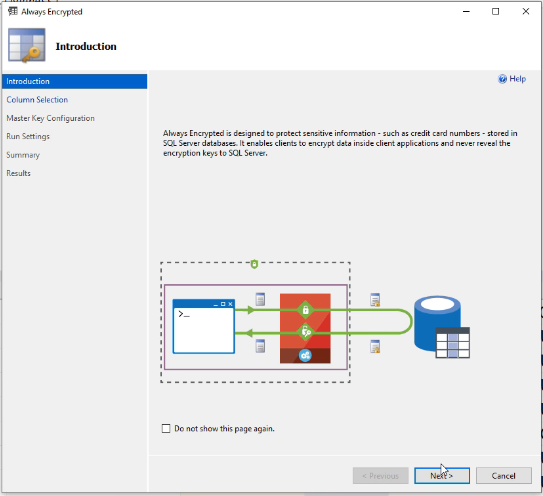 Always Encrypted
Introduction
Introduction
Help
Column Selection
Master Key Configuration
Run Settings
Summary
Results
Always Encrypted is designed to protect sensitive information - such as credit card numbers - stored in
SQL Server databases. It enables clients to encrypt data inside client applications and never reveal the
encryption keys to SQL Server.
>_
Do not show this page again.
< Previous
Next >
Cancel